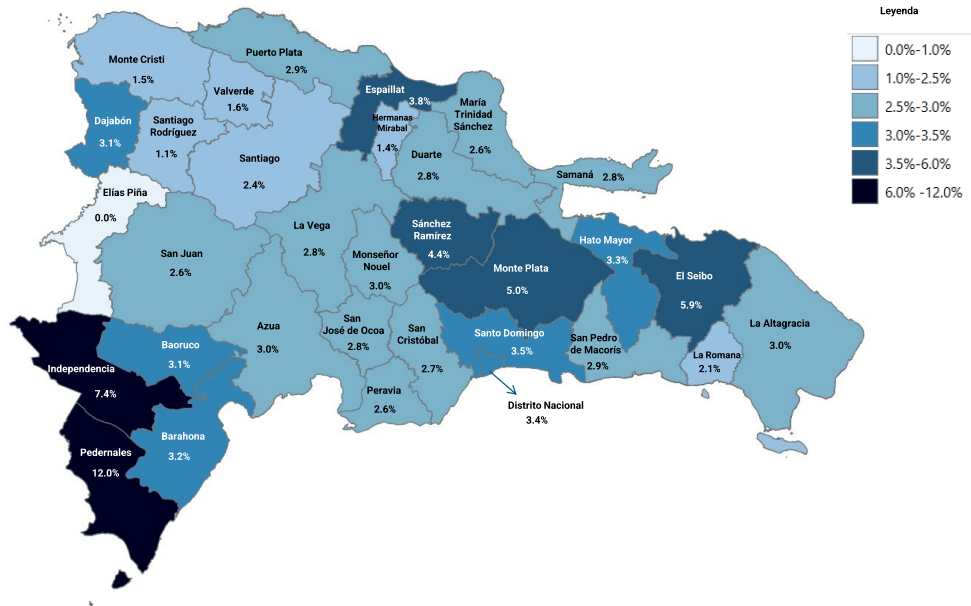 Leyenda
0.0%-1.0%
1.0%-2.5%
2.5%-3.0%
3.0%-3.5%
3.5%-6.0%
6.0% -12.0%
Monte Cristi
1.5%
Puerto Plata
2.9%
Valverde
1.6%
Espaillat
3.8%
María
Trinidad
Sánchez
2.6%
Dajabón
3.1%
Santiago
Rodríguez
1.1%
Hermanas
Mirabal
1.4%
Santiago
2.4%
Duarte
2.8%
Samaná 2.8%
Elías Piña
0.0%
San Juan
2.6%
La Vega
2.8%
Monseñor
Nouel
3.0%
Sánchez
Ramírez
4.4%
Monte Plata
5.0%
Hato Mayor
3.3%
El Seibo
5.9%
La Altagracia
3.0%
La Romana
2.1%
San Pedro
de Macorís
2.9%
Santo Domingo
3.5%
Distrito Nacional
3.4%
San
Cristóbal
2.7%
San
José de Ocoa
2.8%
Peravia
2.6%
Azua
3.0%
Baoruco
3.1%
Independencia
7.4%
Barahona
3.2%
Pedernales
12.0%